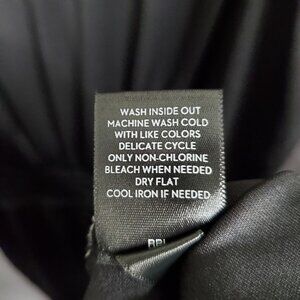 WASH INSIDE OUT
MACHINE WASH COLD
WITH LIKE COLORS
DELICATE CYCLE
ONLY NON-CHLORINE
BLEACH WHEN NEEDED
DRY FLAT
COOL IRON IF NEEDED